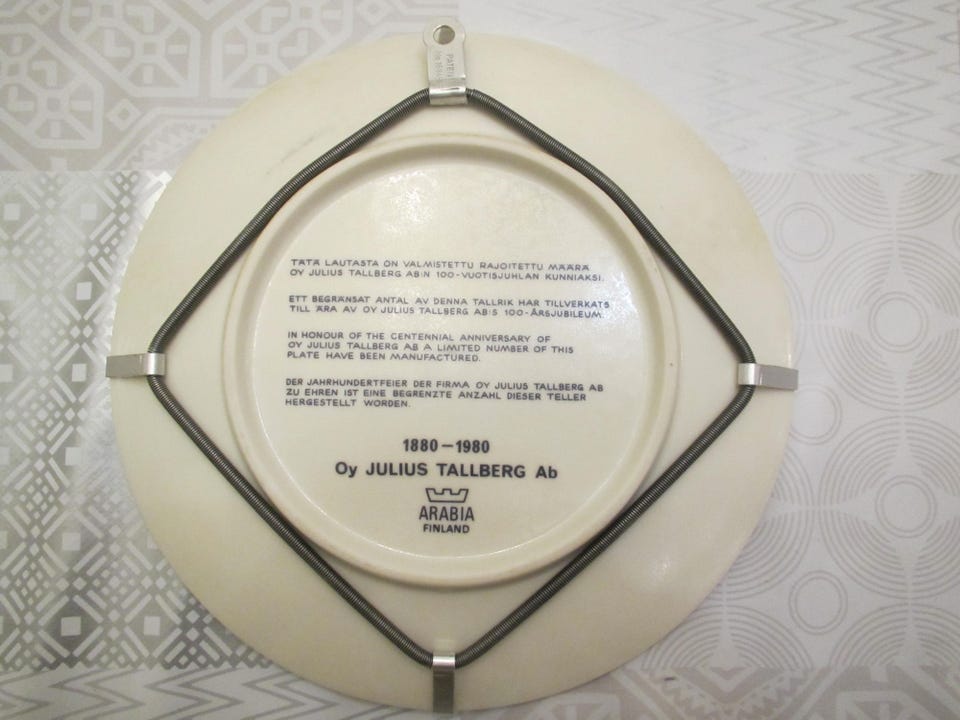 PATENT
TÄTÄ LAUTASTA ON VALMISTETTU RAJOITETTU MÄÄRÄ
OY JULIUS TALLBERG AB:N 100-VUOTISJUHLAN KUNNIAKSI.
ETT BEGRÄNSAT ANTAL AV DENNA TALLRIK HAR TILLVERKATS
TILL ÄRA AV OY JULIUS TALLBERG AB:S 100-ÅRSJUBILEUM.
IN HONOUR OF THE CENTENNIAL ANNIVERSARY OF
OY JULIUS TALLBERG AB A LIMITED NUMBER OF THIS
PLATE HAVE BEEN MANUFACTURED.
DER JAHRHUNDERTFEIER DER FIRMA OY JULIUS TALLBERG AB
ZU EHREN IST EINE BEGRENZTE ANZAHL DIESER TELLER
HERGESTELLT WORDEN.
1880-1980
Oy JULIUS TALLBERG Ab
ARABIA
FINLAND